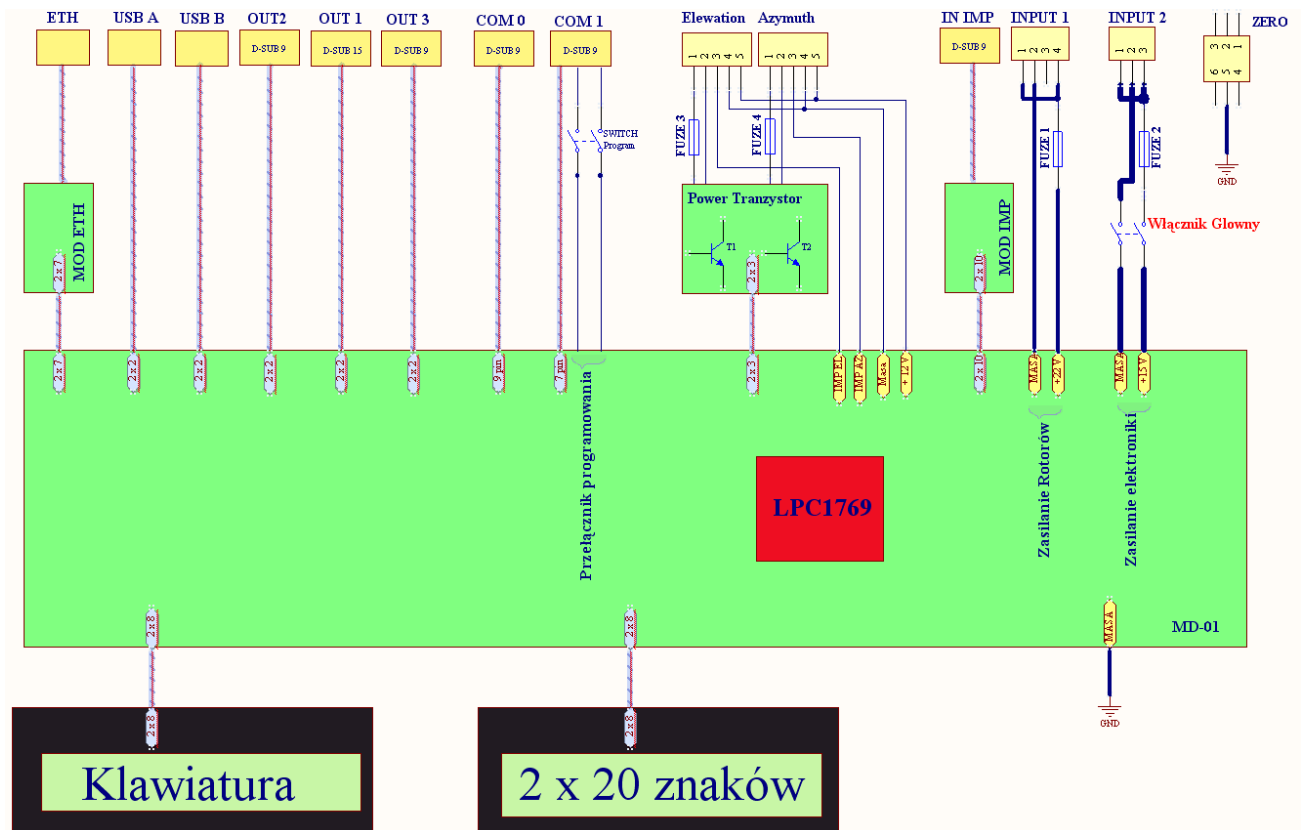 ETH USB A USB B OUT2 OUT 1 OUT 3 COM 0 COM 1 Elewation Azymuth IN IMP INPUT 1 INPUT 2 ZERO
D-SUB 9 D-SUB 15 D-SUB 9 D-SUB 9 D-SUB 9 D-SUB 9
1 2 3 4 5
1 2 3 4 5
1 2 3 4
1 2 3
3 2 1
6 5 4
SWITCH
Program
FUZE 3
FUZE 4
FUZE 1
FUZE 2
GND
MOD ETH
2 x 7
Power Tranzystor
T1
T2
2 x 3
MOD IMP
2 x 10
Włącznik Glowny
2 x 7
2 x 2
2 x 2
2 x 2
2 x 2
2 x 2
9 pin
7 pin
2 x 3
IMP EL
IMP AZ
Masa
+ 12V
2 x 10
MASA
+22 V
MASA
+15 V
Przełącznik programowania
LPC1769
Zasilanie Rotorów
Zasilanie elektroniki
2 x 8
2 x 8
MASA
MD-01
2 x 8
2 x 8
GND
Klawiatura
2 x 20 znaków